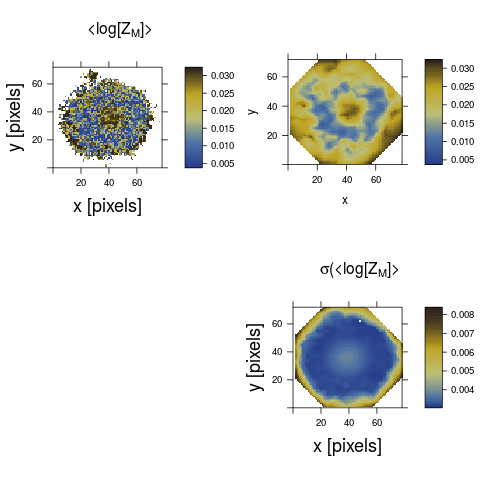 <log[Z_M]>
0.030
0.025
0.020
0.015
0.010
0.005
60
40
20
y [pixels]
20 40 60
x [pixels]
0.030
0.025
0.020
0.015
0.010
0.005
60
40
20
y
20 40 60
x
σ(<log[Z_M]>
0.008
0.007
0.006
0.005
0.004
60
40
20
y [pixels]
20 40 60
x [pixels]